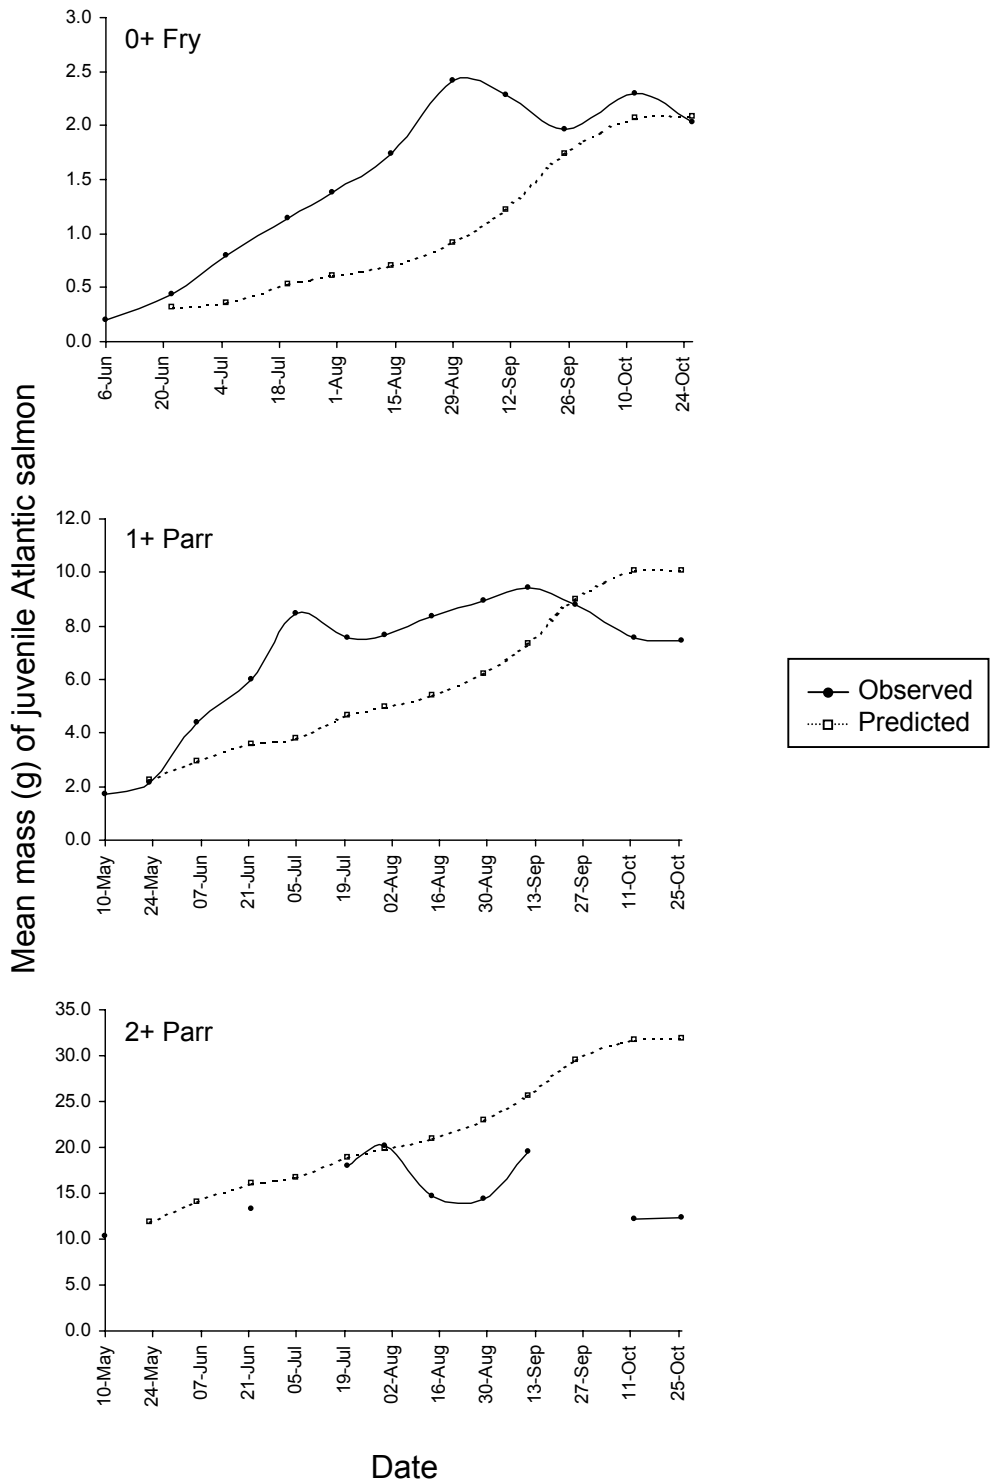 3.0
2.5
2.0
1.5
1.0
0.5
0.0
0+ Fry
6-Jun
20-Jun
4-Jul
18-Jul
1-Aug
15-Aug
29-Aug
12-Sep
26-Sep
10-Oct
24-Oct
Mean mass (g) of juvenile Atlantic salmon
12.0
10.0
8.0
6.0
4.0
2.0
0.0
1+ Parr
10-May
24-May
07-Jun
21-Jun
05-Jul
19-Jul
02-Aug
16-Aug
30-Aug
13-Sep
27-Sep
11-Oct
25-Oct
Observed
Predicted
35.0
30.0
25.0
20.0
15.0
10.0
5.0
0.0
2+ Parr
10-May
24-May
07-Jun
21-Jun
05-Jul
19-Jul
02-Aug
16-Aug
30-Aug
13-Sep
27-Sep
11-Oct
25-Oct
Date